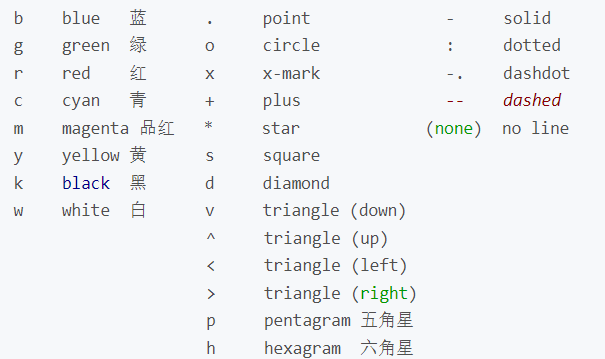 b blue 蓝 . point - solid
g green 绿 o circle : dotted
r red 红 x x-mark -. dashdot
c cyan 青 + plus -- dashed
m magenta 品红 * star (none) no line
y yellow 黄 s square
k black 黑 d diamond
w white 白 v triangle (down)
^ triangle (up)
< triangle (left)
> triangle (right)
p pentagram 五角星
h hexagram 六角星